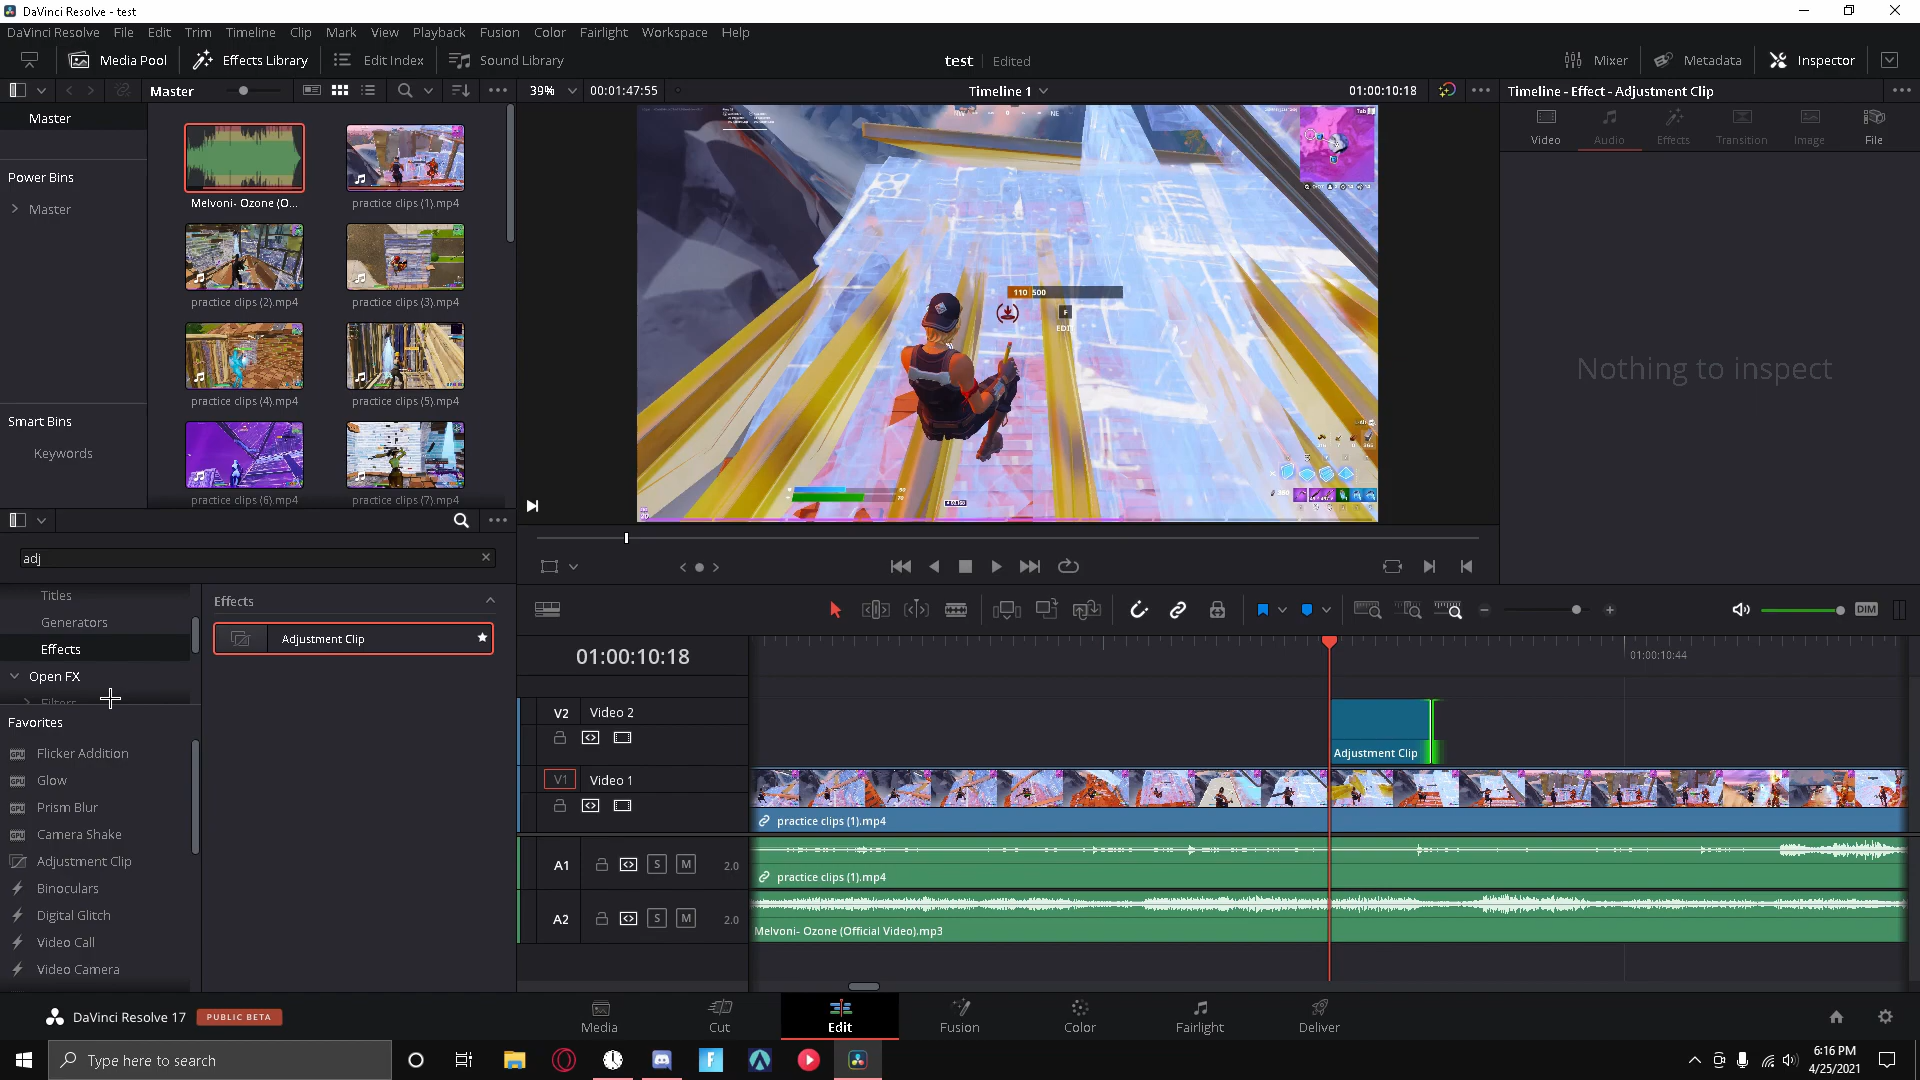 DaVinci Resolve - test
DaVinci Resolve File Edit Trim Timeline Clip Mark View Playback Fusion Color Fairlight Workspace Help
Media Pool Effects Library Edit Index Sound Library test Edited Mixer Metadata Inspector
Master 39% 00:01:47:55 Timeline 1 01:00:10:18 Timeline - Effect - Adjustment Clip
Master
Power Bins
Master
Smart Bins
Keywords
Melvoni- Ozone (O...
practice clips (1).mp4
practice clips (2).mp4
practice clips (3).mp4
practice clips (4).mp4
practice clips (5).mp4
practice clips (6).mp4
practice clips (7).mp4
NE
Tab
110 500
F
EDIT
Video Audio Effects Transition Image File
Nothing to inspect
adj
Titles
Generators
Effects
Open FX
Filters
Effects
Adjustment Clip
Favorites
Flicker Addition
Glow
Prism Blur
Camera Shake
Adjustment Clip
Binoculars
Digital Glitch
Video Call
Video Camera
DIM
01:00:10:18
01:00:10:44
V2 Video 2
Adjustment Clip
V1 Video 1
practice clips (1).mp4
A1 S M 2.0
practice clips (1).mp4
A2 S M 2.0
Melvoni- Ozone (Official Video).mp3
DaVinci Resolve 17 PUBLIC BETA
Media Cut Edit Fusion Color Fairlight Deliver
Type here to search
6:16 PM
4/25/2021